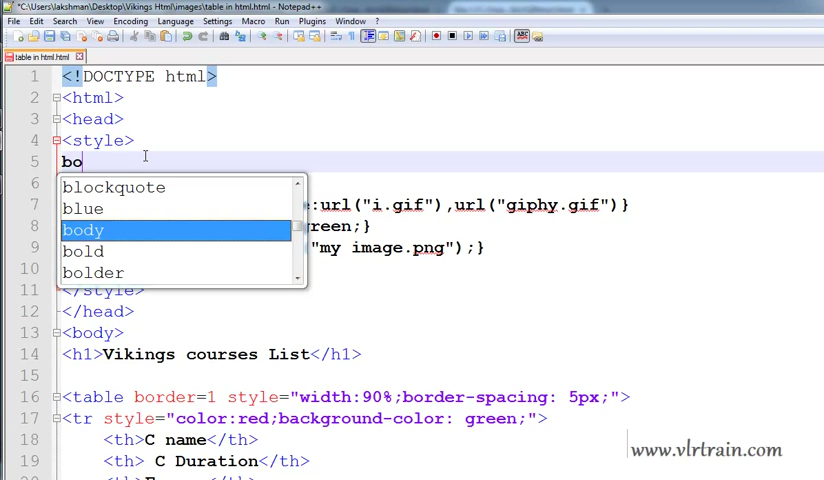 *C:\Users\lakshman\Desktop\Vikings Html\images\table in html.html - Notepad++
File Edit Search View Encoding Language Settings Macro Run Plugins Window ?
table in html.html
1 <!DOCTYPE html>
2 <html>
3 <head>
4 <style>
5 bo
6
blockquote
7 :url("i.gif"),url("giphy.gif")}
blue
8 green;}
body
9 "my image.png");}
bold
10
bolder
11 </style>
12 </head>
13 <body>
14 <h1>Vikings courses List</h1>
15
16 <table border=1 style="width:90%;border-spacing: 5px;">
17 <tr style="color:red;background-color: green;">
18 <th>C name</th>
19 <th> C Duration</th>
www.vlrtrain.com